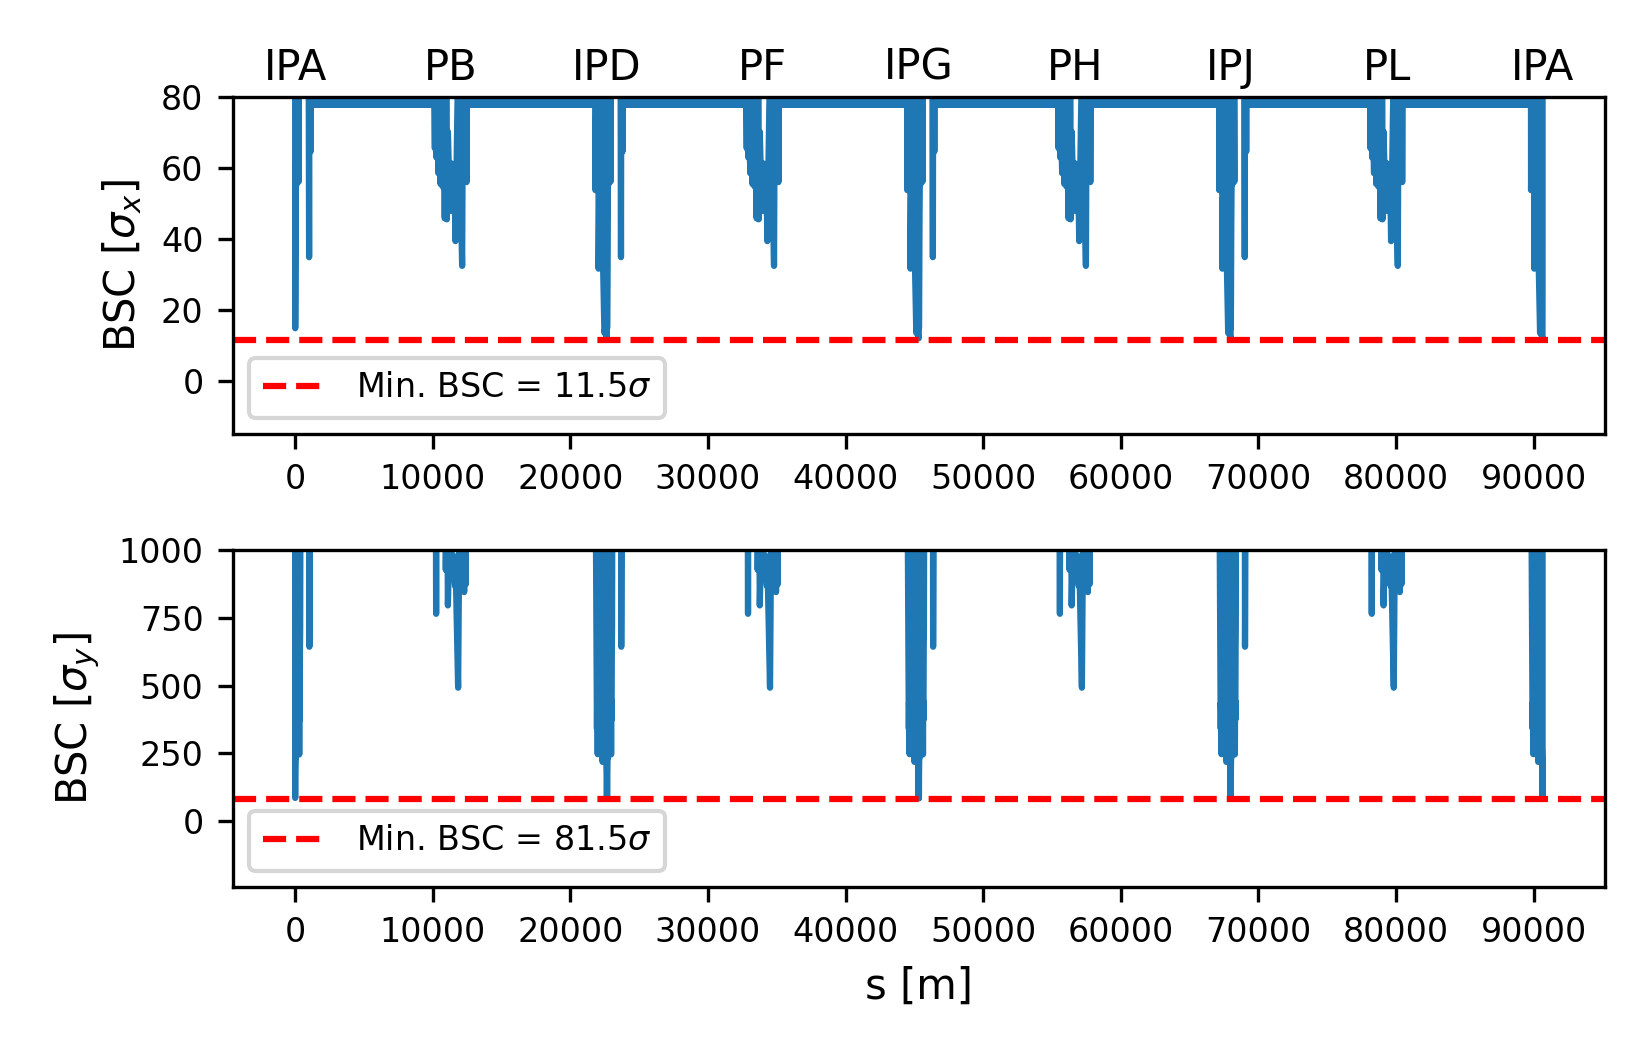 IPA PB IPD PF IPG PH IPJ PL IPA
80
60
40
20
0
BSC [σx]
Min. BSC = 11.5σ
0 10000 20000 30000 40000 50000 60000 70000 80000 90000
1000
750
500
250
0
BSC [σy]
Min. BSC = 81.5σ
0 10000 20000 30000 40000 50000 60000 70000 80000 90000
s [m]